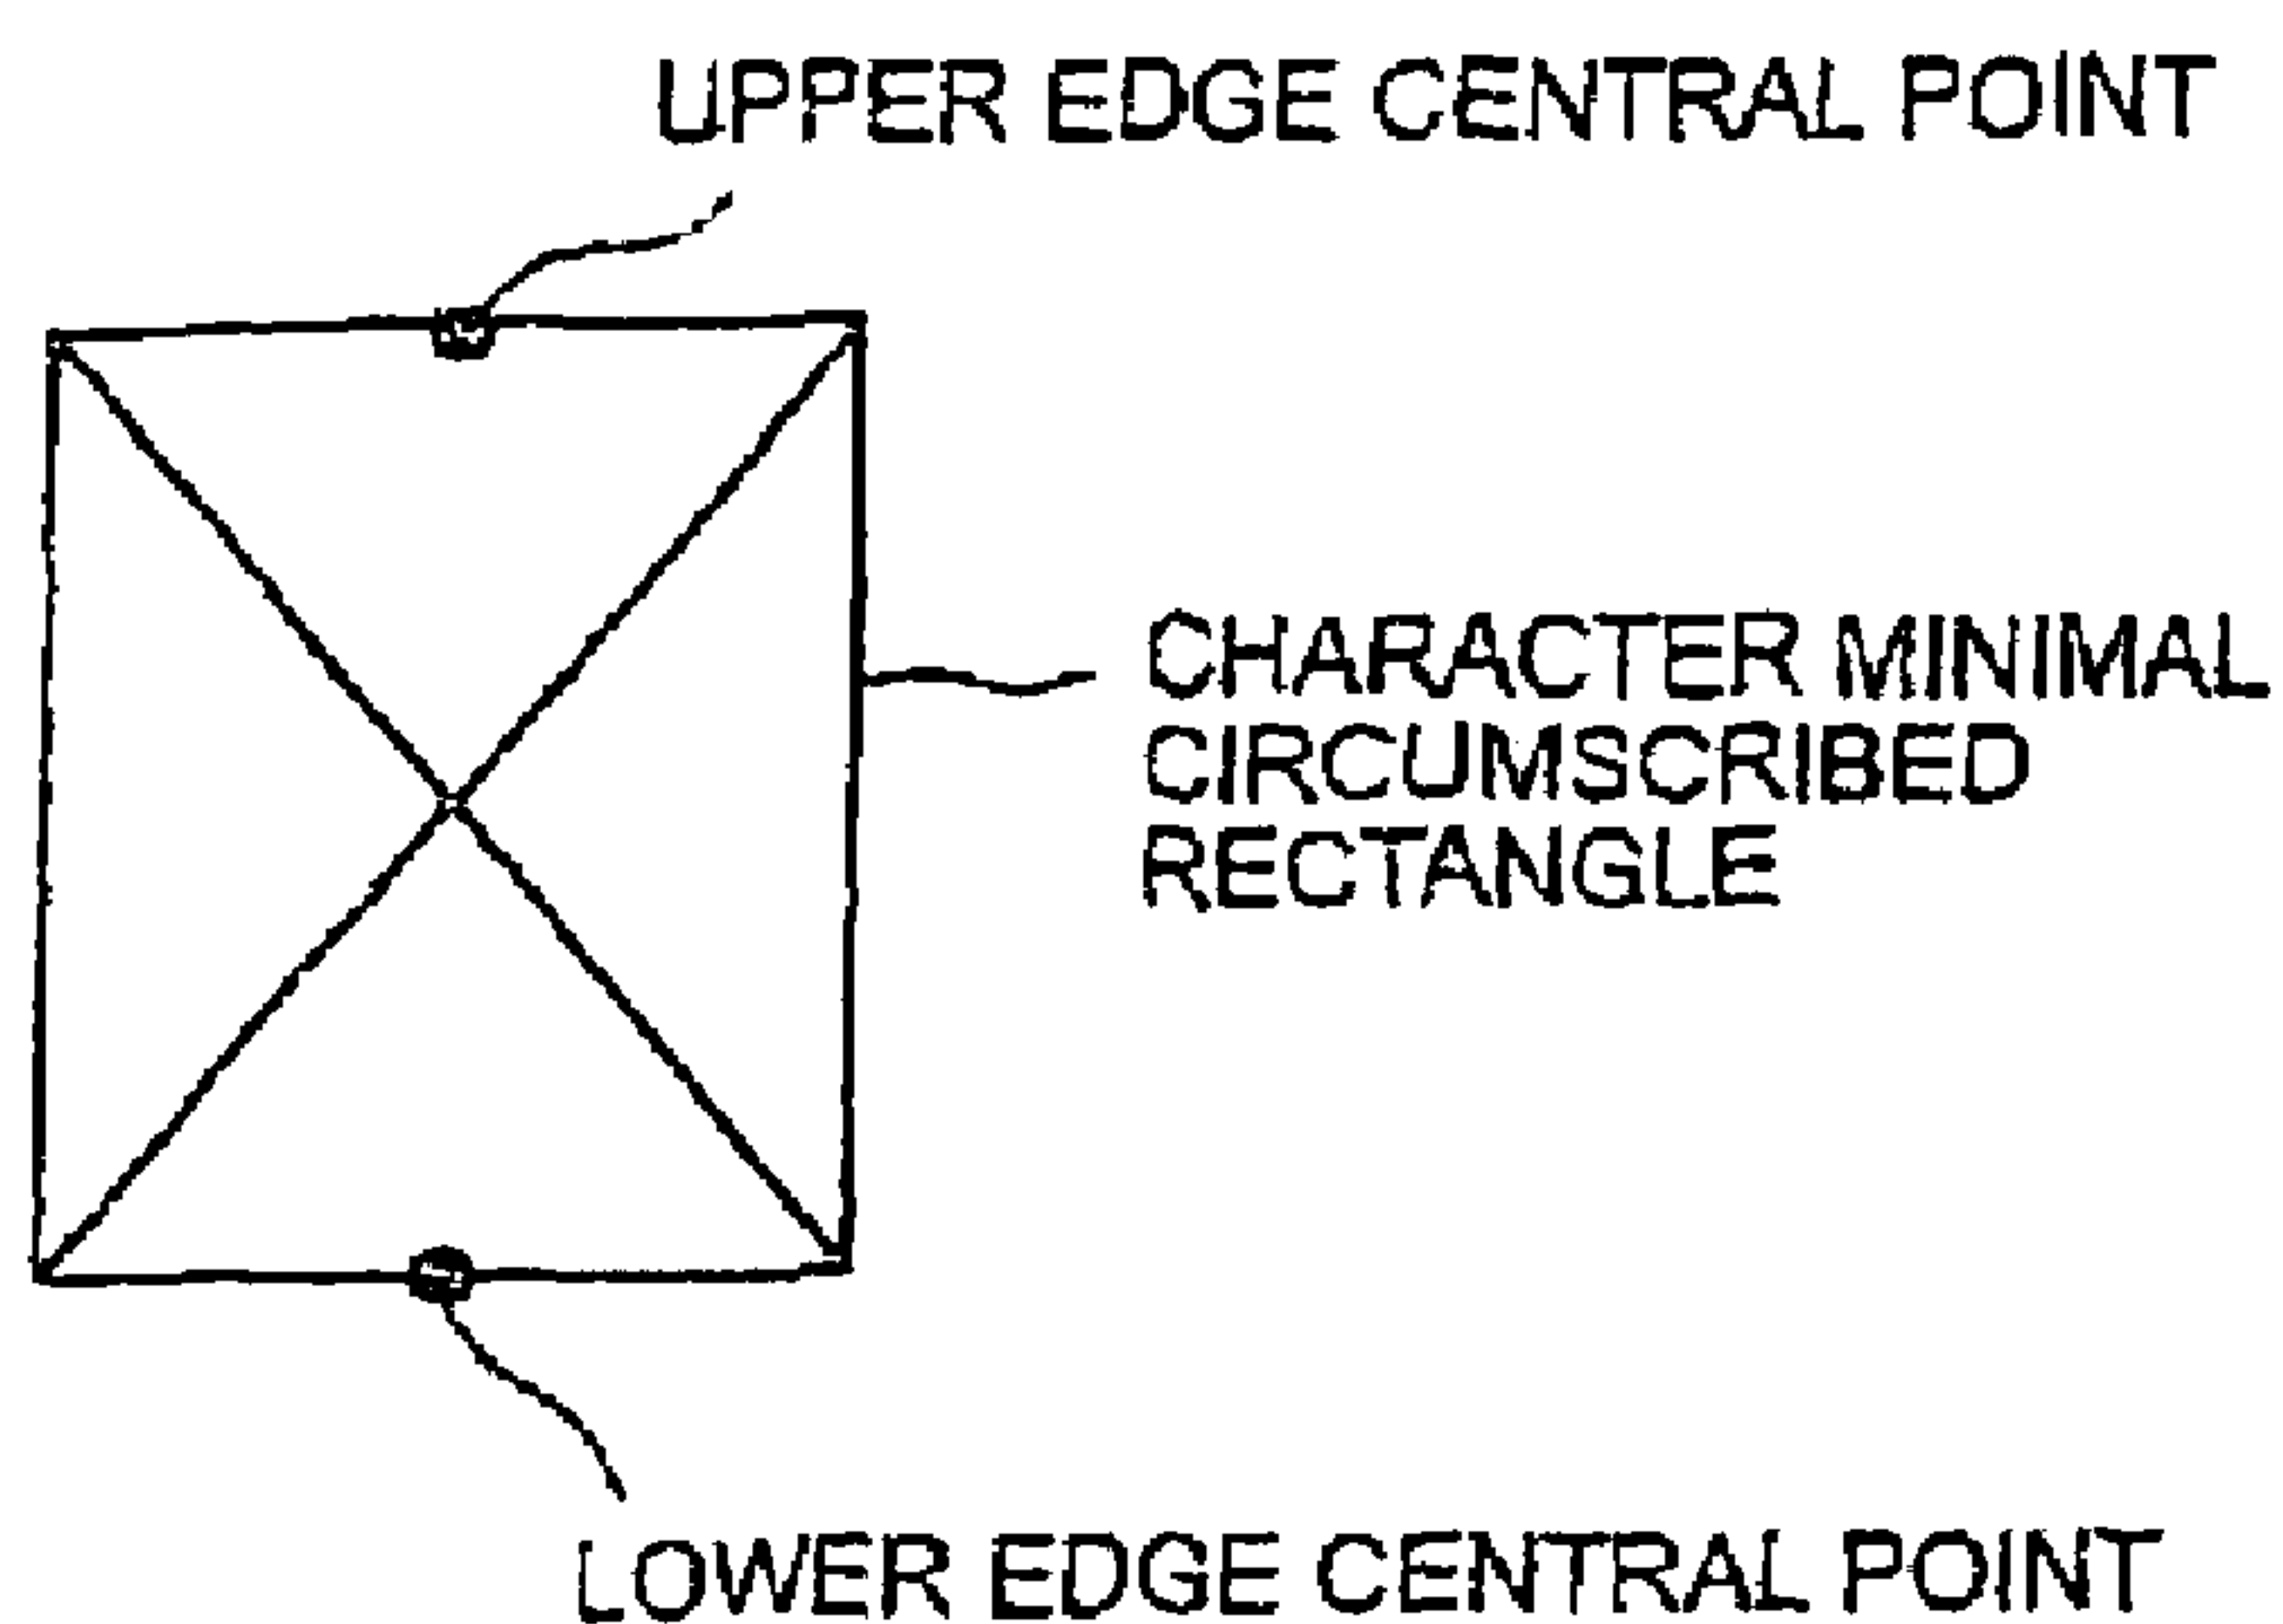 UPPER EDGE CENTRAL POINT
CHARACTER MINIMAL
CIRCUMSCRIBED
RECTANGLE
LOWER EDGE CENTRAL POINT